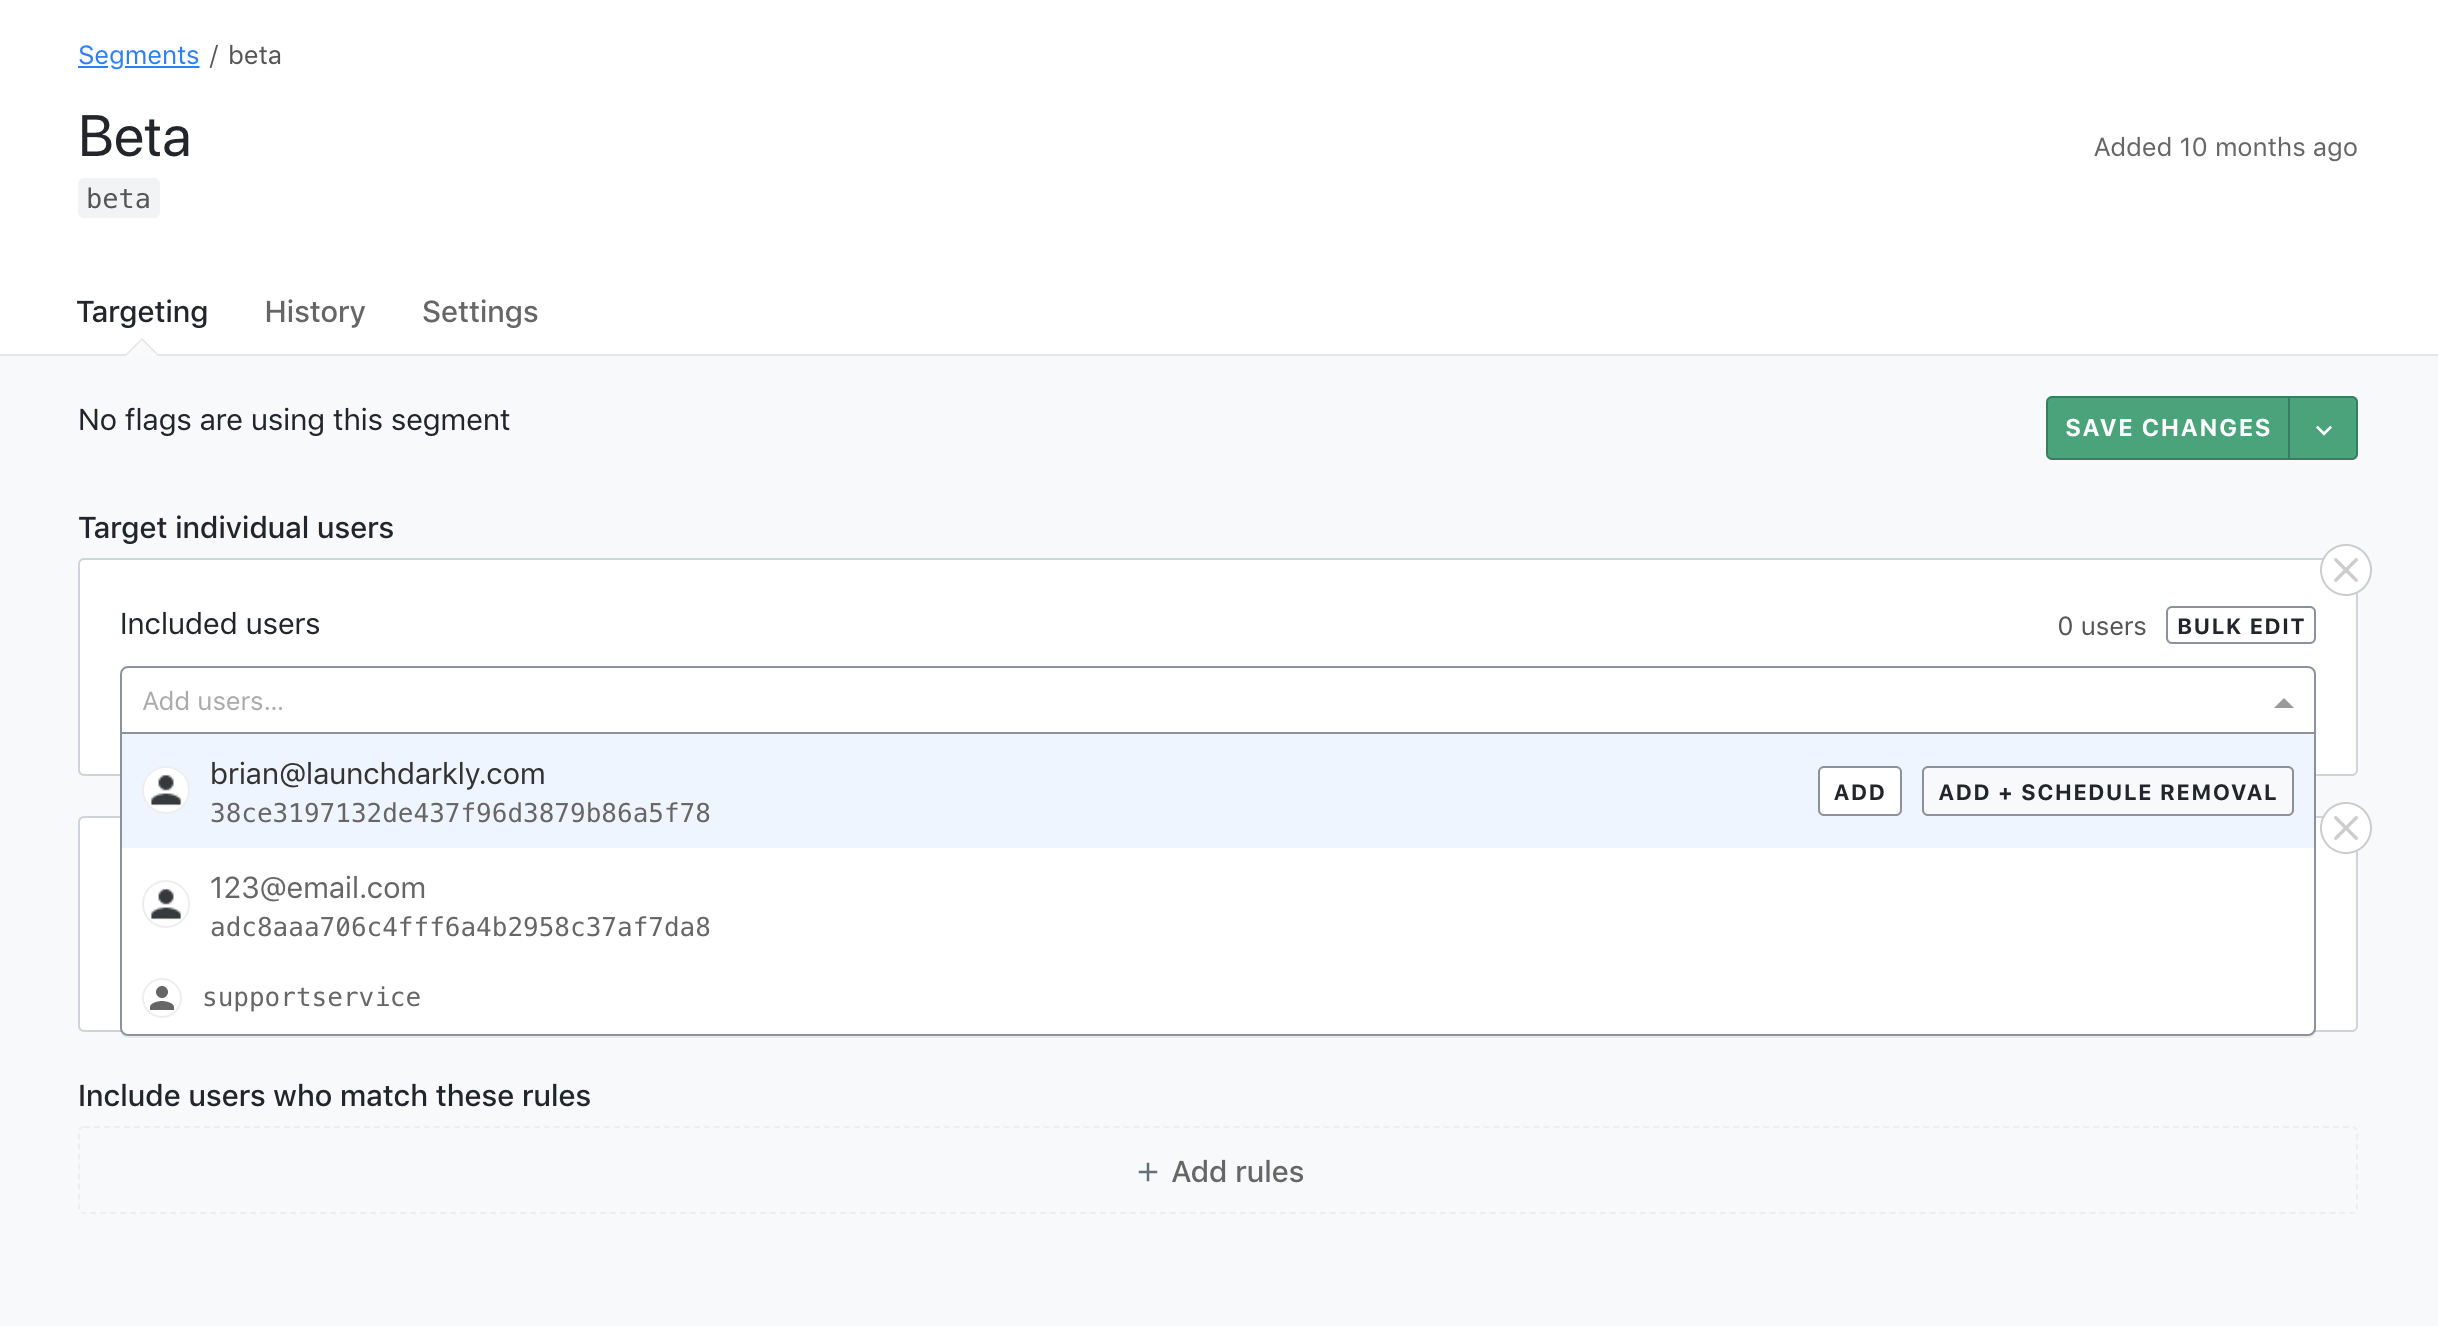 Segments / beta
Beta
Added 10 months ago
beta
Targeting
History
Settings
No flags are using this segment
SAVE CHANGES
Target individual users
Included users
0 users
BULK EDIT
Add users...
brian@launchdarkly.com
38ce3197132de437f96d3879b86a5f78
ADD
ADD + SCHEDULE REMOVAL
123@email.com
adc8aaa706c4fff6a4b2958c37af7da8
supportservice
Include users who match these rules
+ Add rules